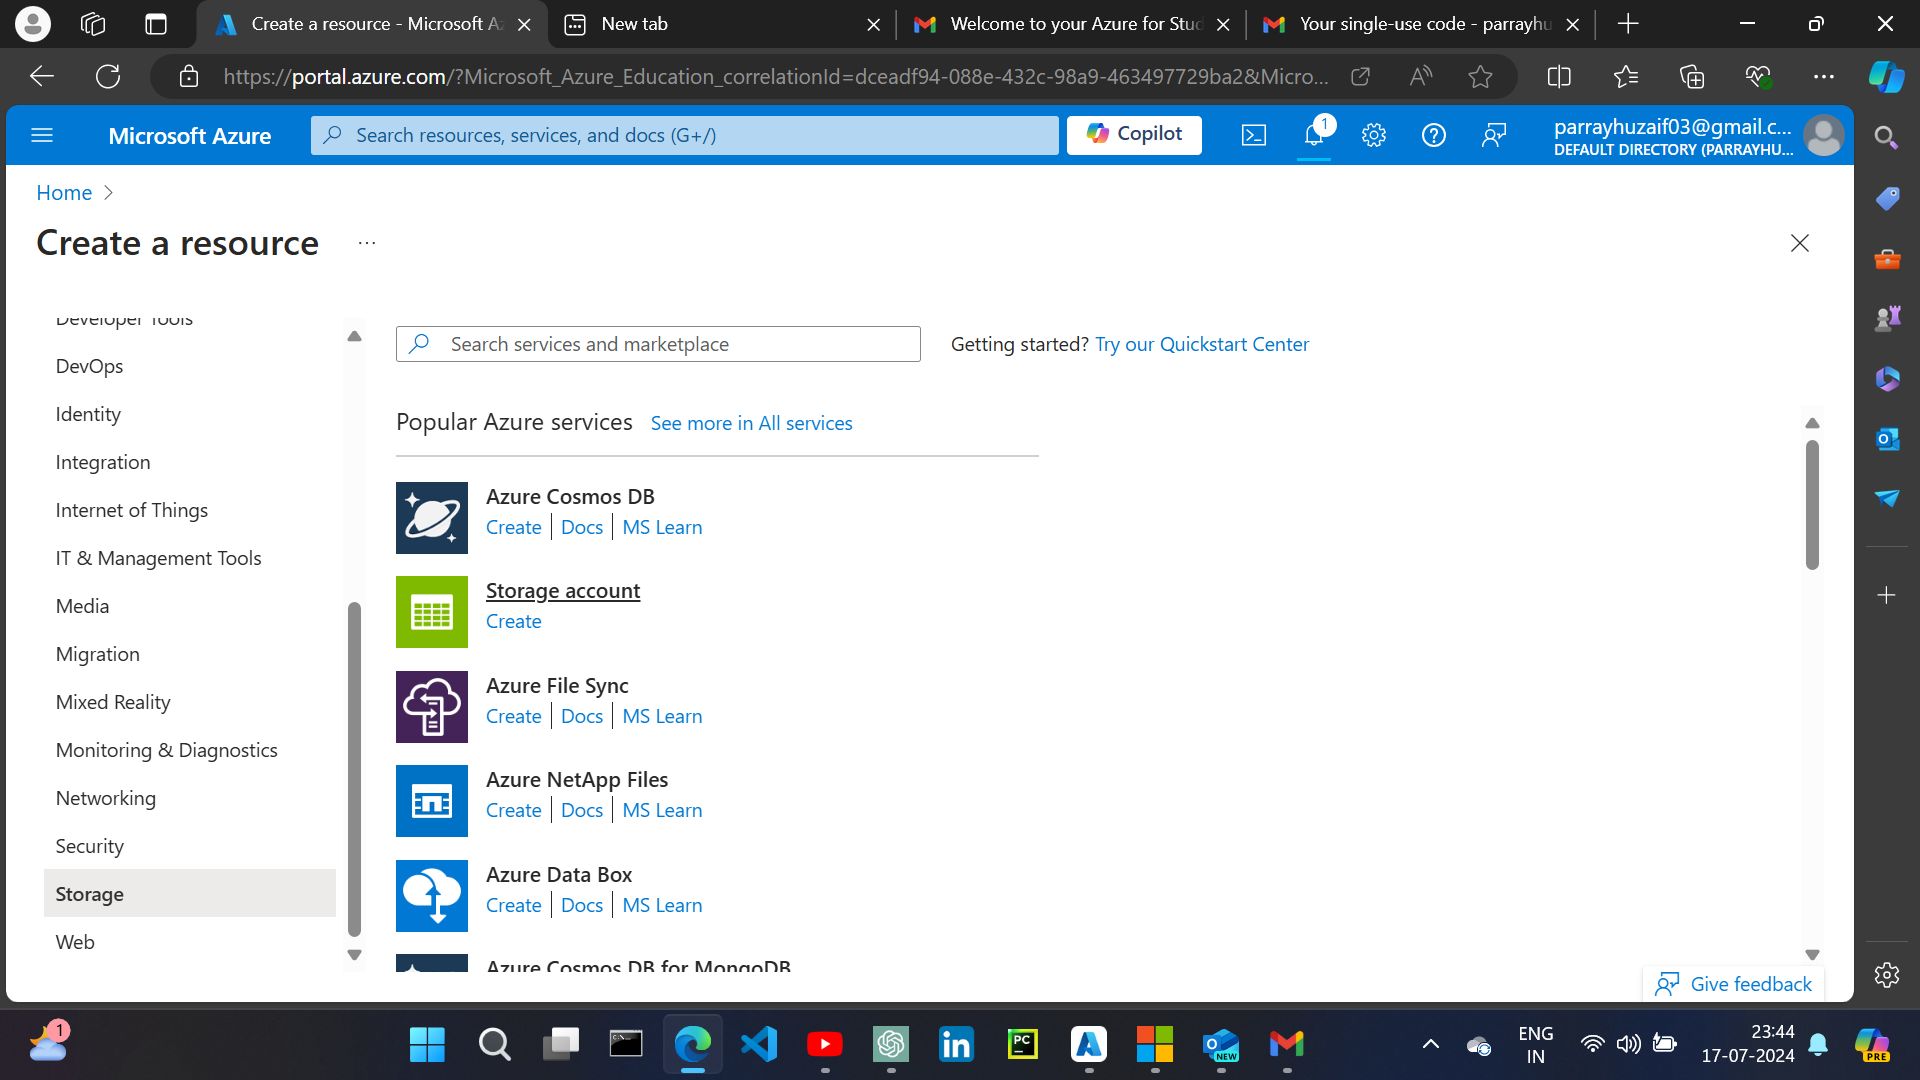 Create a resource - Microsoft Az
New tab
Welcome to your Azure for Stud
Your single-use code - parrayhu
https://portal.azure.com/?Microsoft_Azure_Education_correlationId=dceadf94-088e-432c-98a9-463497729ba2&Micro...
Microsoft Azure
Search resources, services, and docs (G+/)
Copilot
1
parrayhuzaif03@gmail.c...
DEFAULT DIRECTORY (PARRAYHU...
Home
Create a resource
...
Developer Tools
DevOps
Identity
Integration
Internet of Things
IT & Management Tools
Media
Migration
Mixed Reality
Monitoring & Diagnostics
Networking
Security
Storage
Web
Search services and marketplace
Getting started? Try our Quickstart Center
Popular Azure services See more in All services
Azure Cosmos DB
Create | Docs | MS Learn
Storage account
Create
Azure File Sync
Create | Docs | MS Learn
Azure NetApp Files
Create | Docs | MS Learn
Azure Data Box
Create | Docs | MS Learn
Azure Cosmos DB for MongoDB
Give feedback
1
PC
NEW
ENG
IN
23:44
17-07-2024
PRE